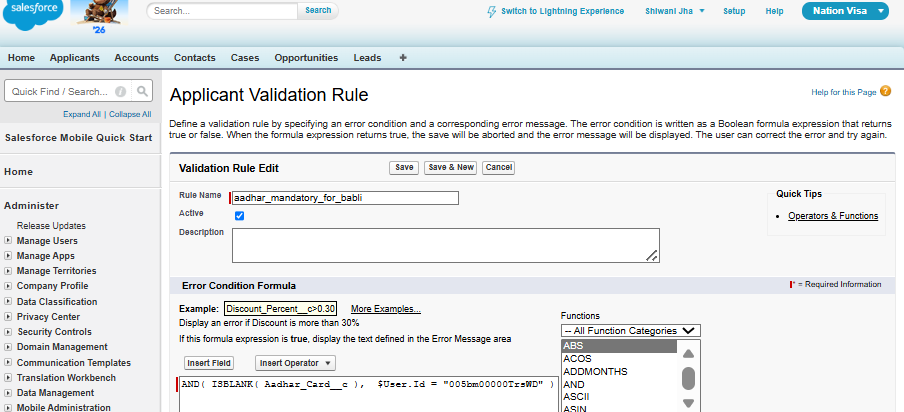 salesforce
'26
Search...
Search
Switch to Lightning Experience
Shiwani Jha
Setup
Help
Nation Visa
Home Applicants Accounts Contacts Cases Opportunities Leads +
Quick Find / Search...
Expand All | Collapse All
Salesforce Mobile Quick Start
Home
Administer
Release Updates
Manage Users
Manage Apps
Manage Territories
Company Profile
Data Classification
Privacy Center
Security Controls
Domain Management
Communication Templates
Translation Workbench
Data Management
Mobile Administration
Applicant Validation Rule
Help for this Page
Define a validation rule by specifying an error condition and a corresponding error message. The error condition is written as a Boolean formula expression that returns
true or false. When the formula expression returns true, the save will be aborted and the error message will be displayed. The user can correct the error and try again.
Validation Rule Edit
Save
Save & New
Cancel
Rule Name
aadhar_mandatory_for_babli
Active
Description
Quick Tips
• Operators & Functions
Error Condition Formula
* = Required Information
Example: Discount_Percent__c>0.30 More Examples...
Display an error if Discount is more than 30%
If this formula expression is true, display the text defined in the Error Message area
Insert Field
Insert Operator
AND( ISBLANK( Aadhar_Card__c ), $User.Id = "005bm00000TrsWD" )
Functions
-- All Function Categories
ABS
ACOS
ADDMONTHS
AND
ASCII
ASIN